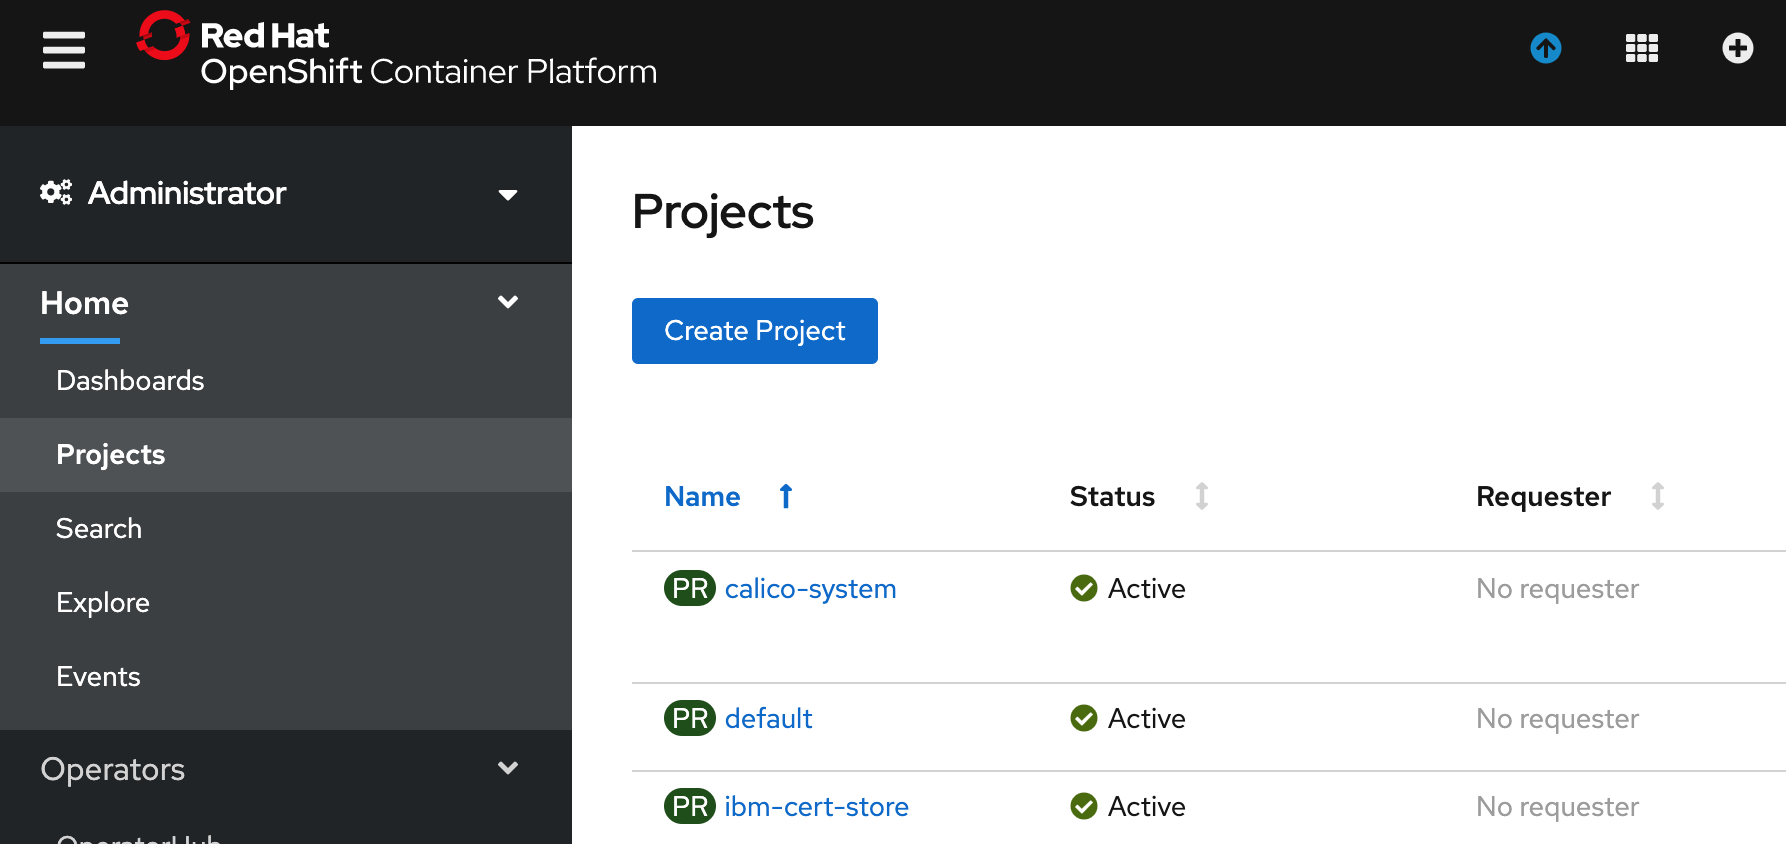 Red Hat
OpenShift Container Platform
Administrator
Home
Dashboards
Projects
Search
Explore
Events
Operators
OperatorHub
Projects
Create Project
Name Status Requester
PR calico-system Active No requester
PR default Active No requester
PR ibm-cert-store Active No requester